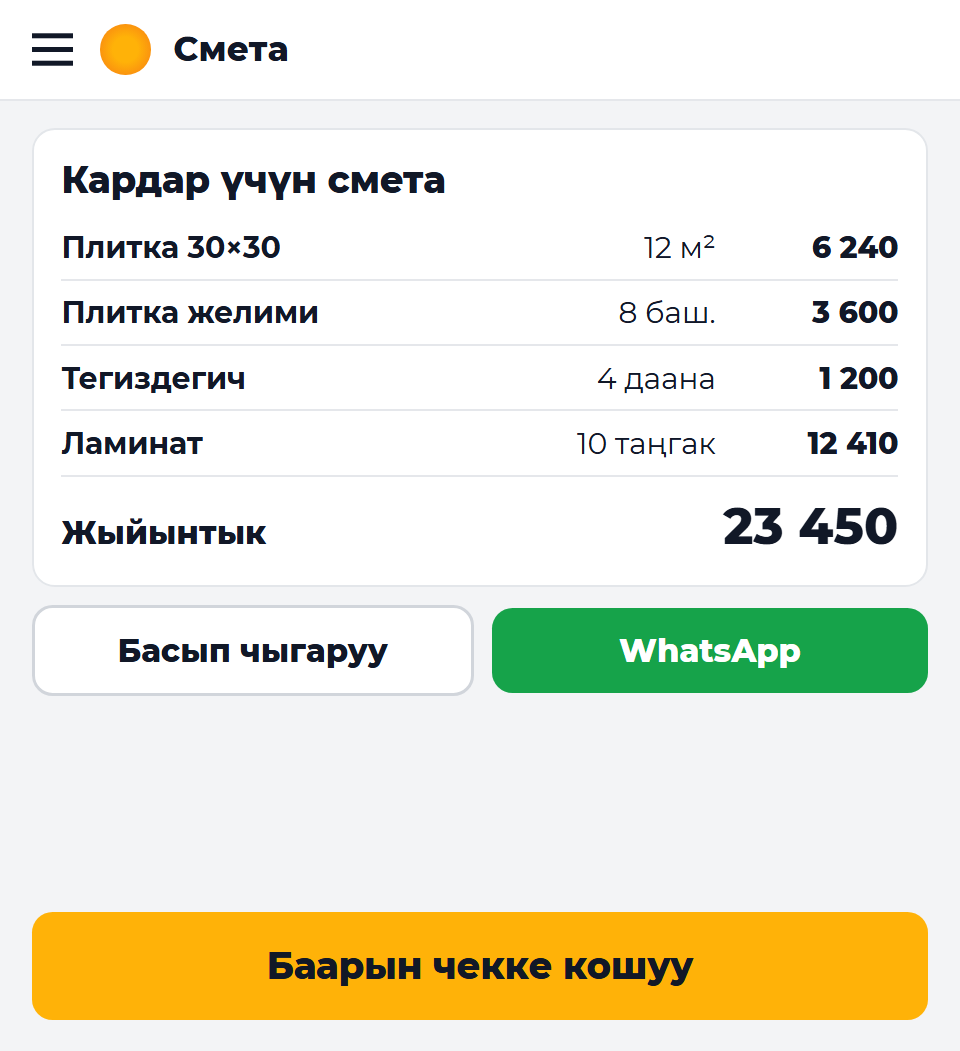 Смета
Кардар үчүн смета
Плитка 30×30 12 м² 6 240
Плитка желими 8 баш. 3 600
Тегиздегич 4 даана 1 200
Ламинат 10 таңгак 12 410
Жыйынтык 23 450
Басып чыгаруу WhatsApp
Баарын чекке кошуу